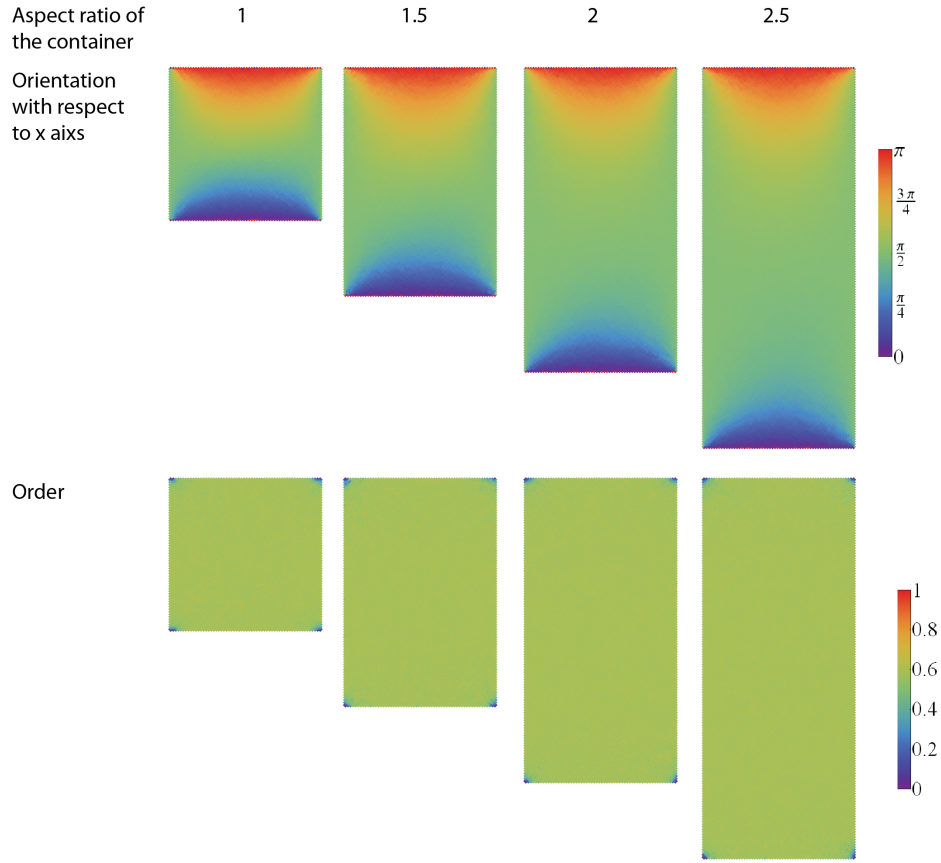 Aspect ratio of
the container
1
1.5
2
2.5
Orientation
with respect
to x aixs
π
3 π
4
π
2
π
4
0
Order
1
0.8
0.6
0.4
0.2
0